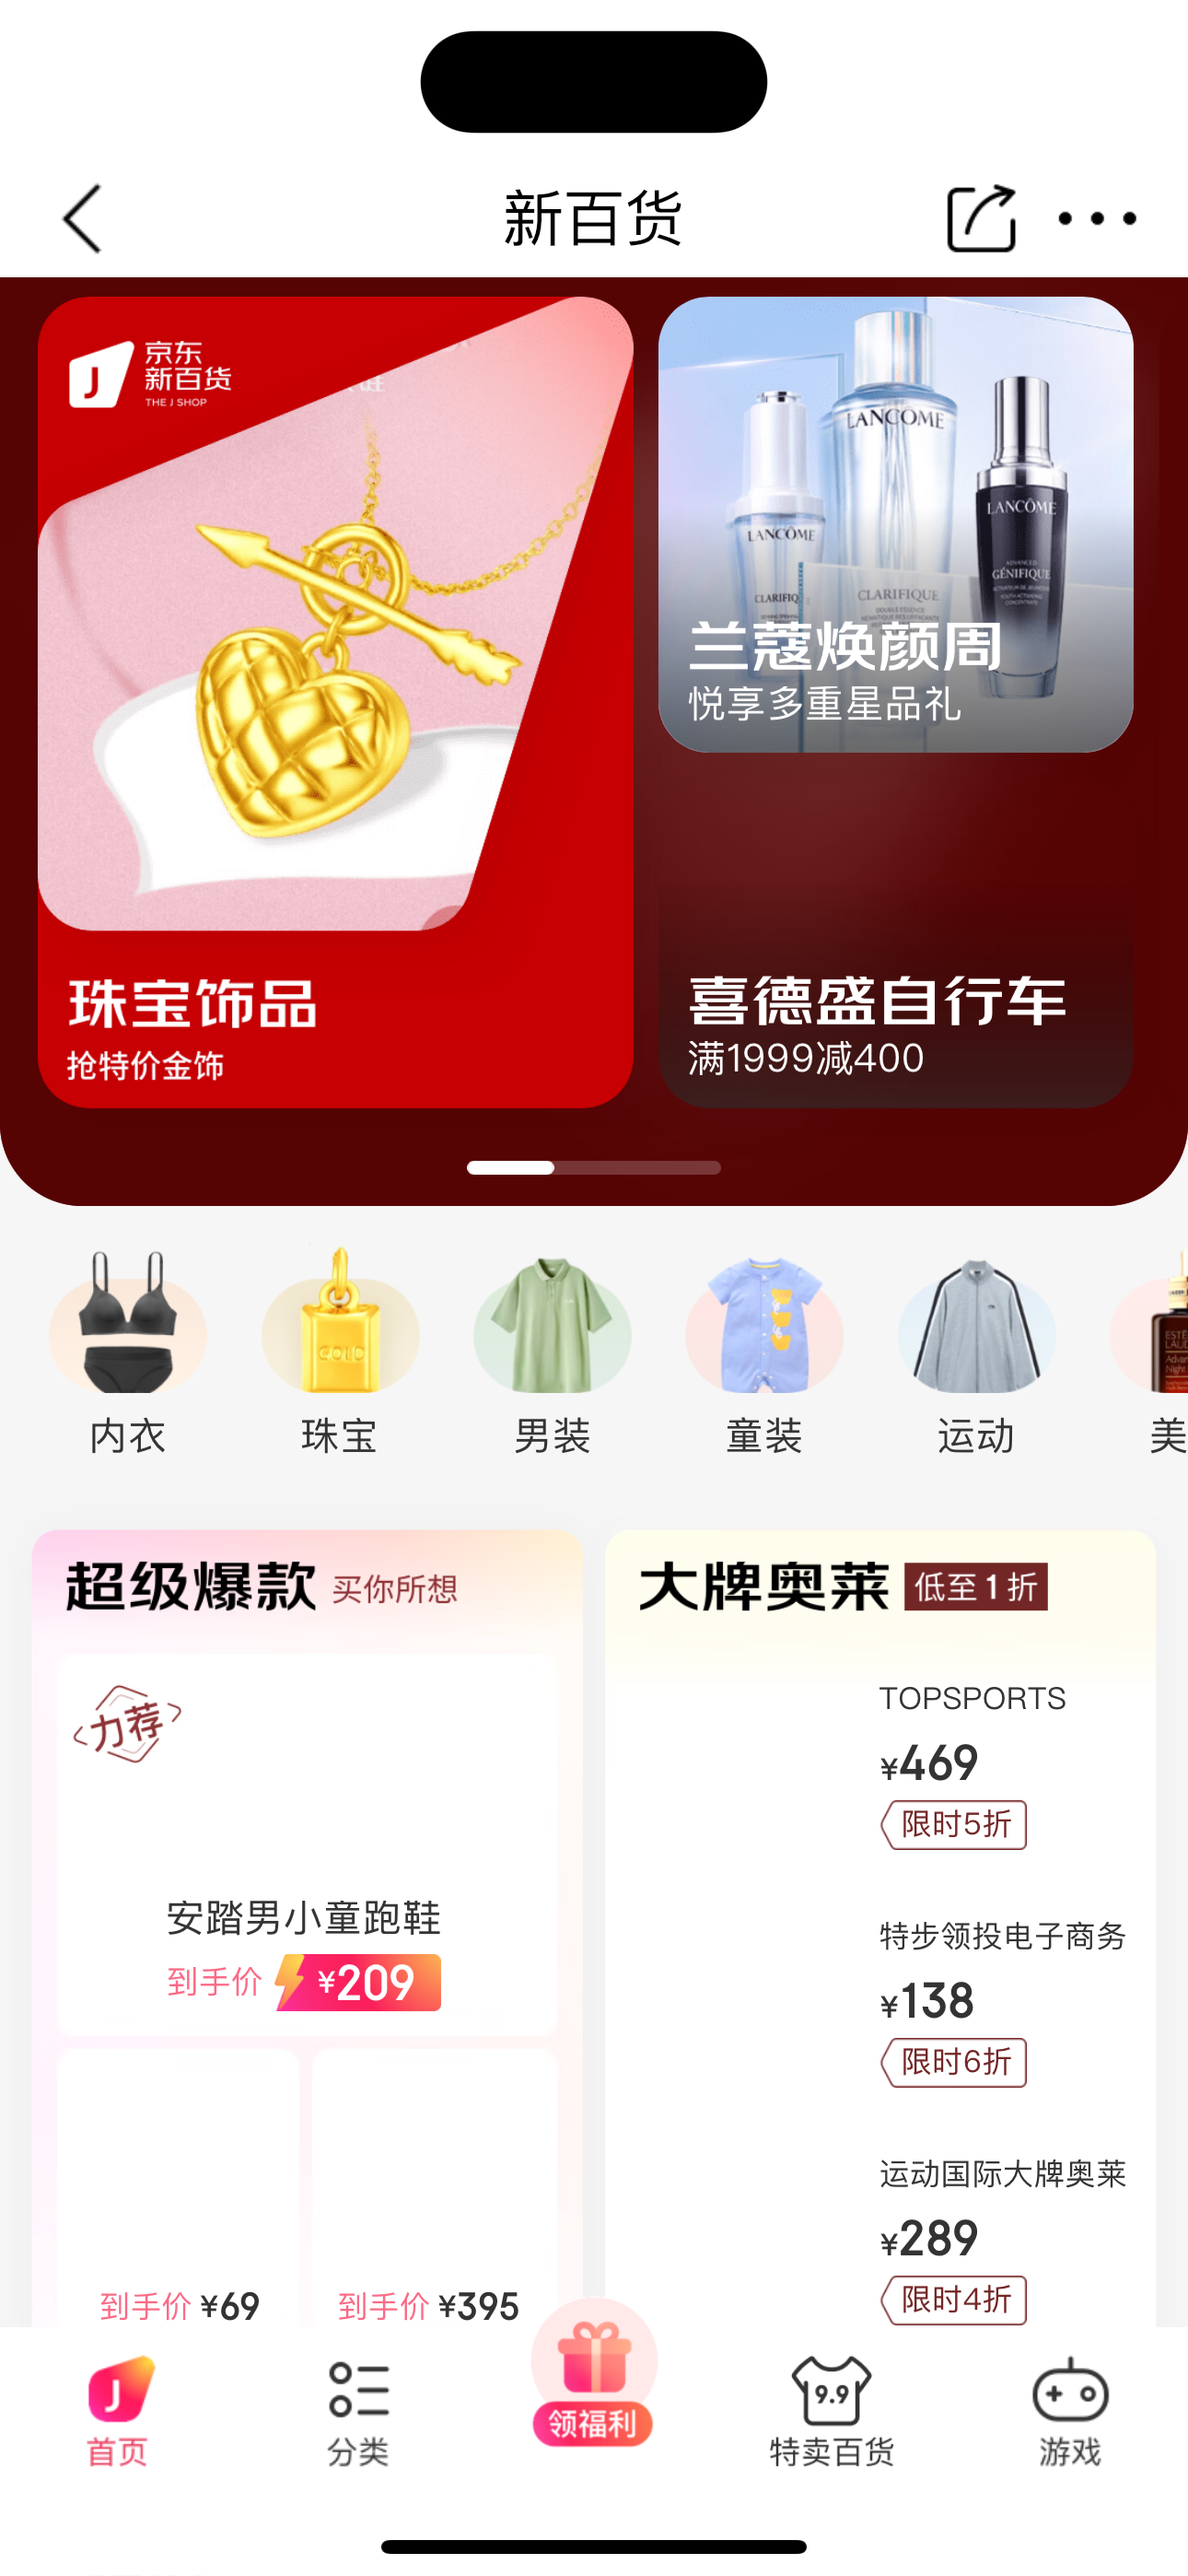 新百货
京东
新百货
THE J SHOP
珠宝饰品
抢特价金饰
LANCOME
LANCÔME
LANCÔME
CLARIFIQUE
ADVANCED
GÉNIFIQUE
兰蔻焕颜周
悦享多重星品礼
喜德盛自行车
满1999减400
GOLD
内衣
珠宝
男装
童装
运动
美
超级爆款 买你所想
力荐
安踏男小童跑鞋
到手价 ¥209
到手价 ¥69
到手价 ¥395
大牌奥莱 低至1折
TOPSPORTS
¥469
限时5折
特步领投电子商务
¥138
限时6折
运动国际大牌奥莱
¥289
限时4折
9.9
首页
分类
领福利
特卖百货
游戏